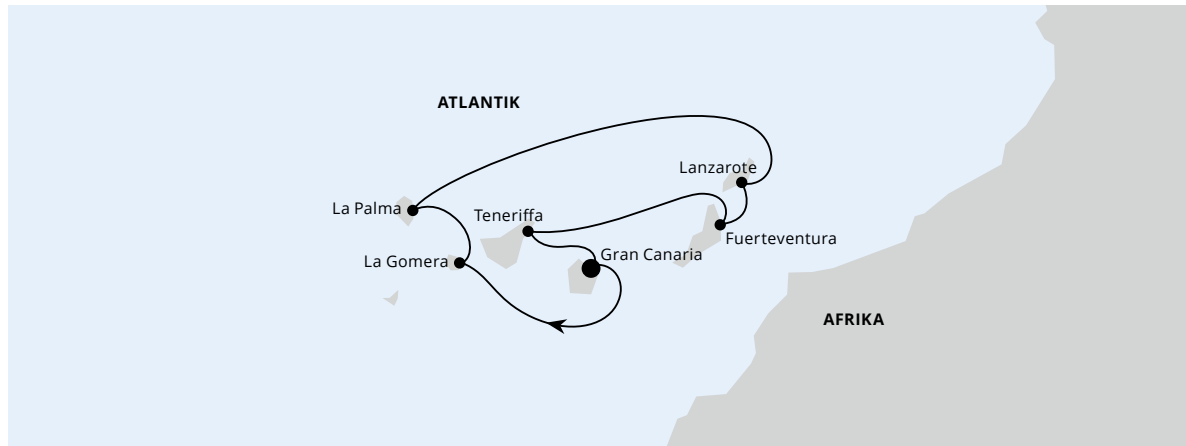 ATLANTIK
Lanzarote
La Palma
Teneriffa
Fuerteventura
Gran Canaria
La Gomera
AFRIKA